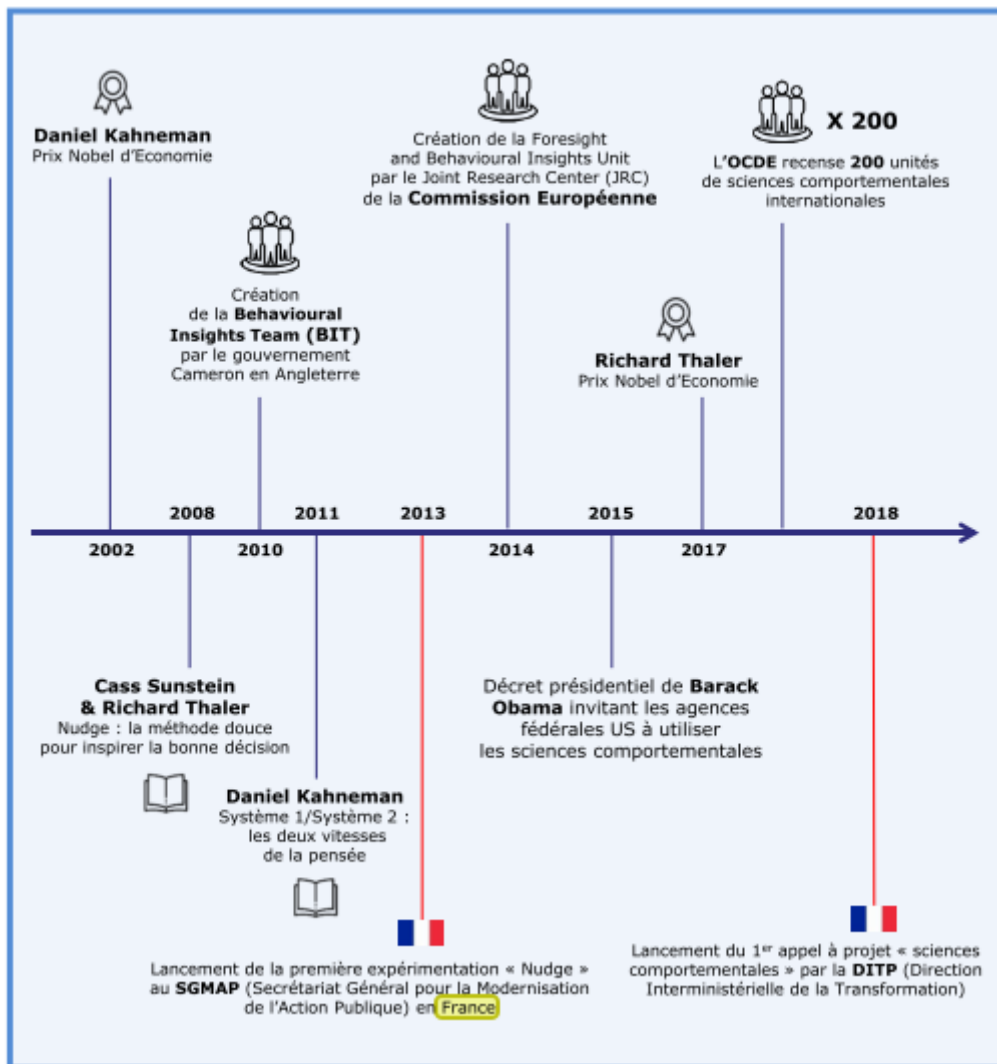 Daniel Kahneman
Prix Nobel d'Economie
Création de la Foresight
and Behavioural Insights Unit
par le Joint Research Center (JRC)
de la Commission Européenne
X 200
L'OCDE recense 200 unités
de sciences comportementales
internationales
Création
de la Behavioural
Insights Team (BIT)
par le gouvernement
Cameron en Angleterre
Richard Thaler
Prix Nobel d'Economie
2008
2011
2013
2015
2018
2002
2010
2014
2017
Cass Sunstein
& Richard Thaler
Nudge : la méthode douce
pour inspirer la bonne décision
Décret présidentiel de Barack
Obama invitant les agences
fédérales US à utiliser
les sciences comportementales
Daniel Kahneman
Système 1/Système 2 :
les deux vitesses
de la pensée
Lancement de la première expérimentation « Nudge »
au SGMAP (Secrétariat Général pour la Modernisation
de l'Action Publique) en France
Lancement du 1er appel à projet « sciences
comportementales » par la DITP (Direction
Interministérielle de la Transformation)